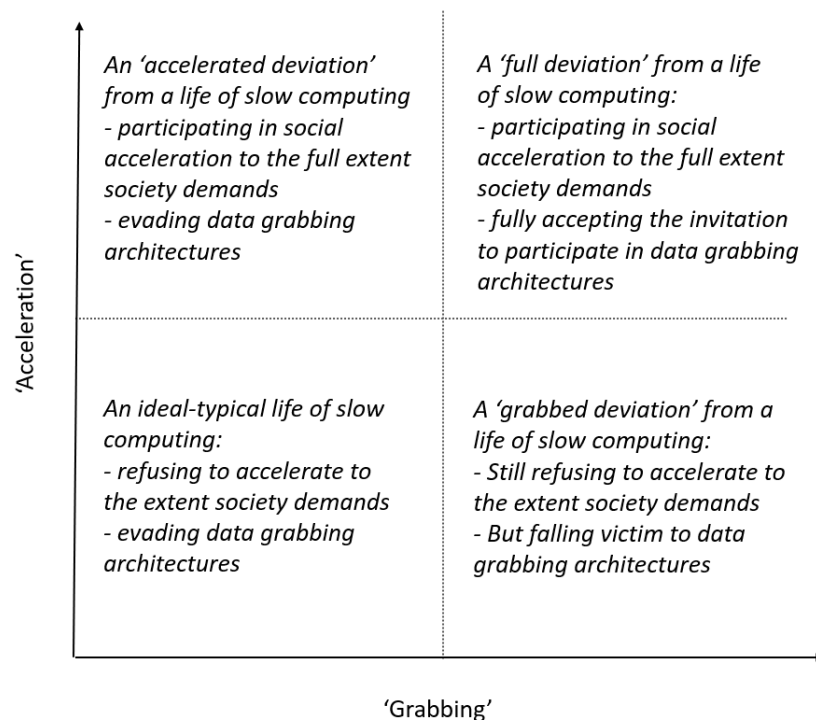 An ‘accelerated deviation’
from a life of slow computing
- participating in social
acceleration to the full extent
society demands
- evading data grabbing
architectures
A ‘full deviation’ from a life
of slow computing:
- participating in social
acceleration to the full extent
society demands
- fully accepting the invitation
to participate in data grabbing
architectures
‘Acceleration’
An ideal-typical life of slow
computing:
- refusing to accelerate to
the extent society demands
- evading data grabbing
architectures
A ‘grabbed deviation’ from a
life of slow computing:
- Still refusing to accelerate to
the extent society demands
- But falling victim to data
grabbing architectures
‘Grabbing’